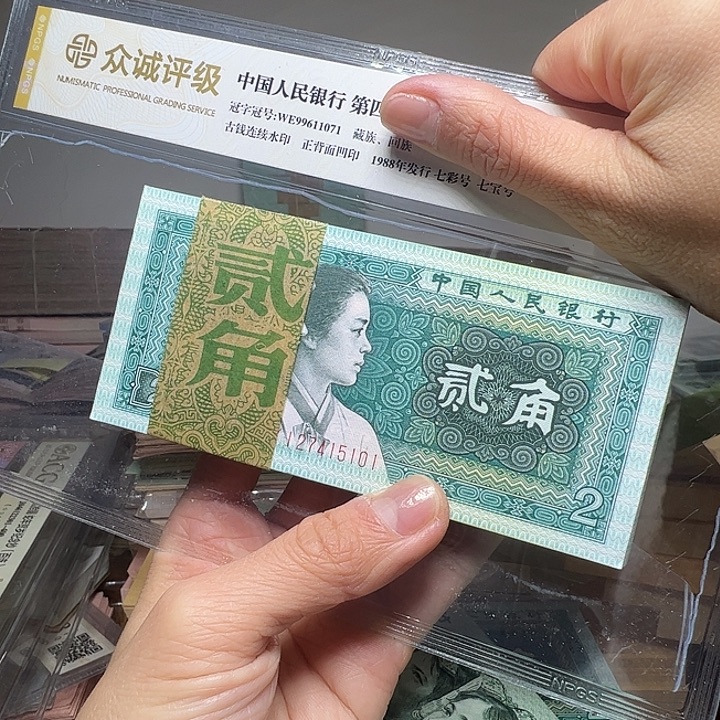 NPGS
NPGS
众诚评级
NUMISMATIC PROFESSIONAL GRADING SERVICE
中国人民银行 第四
冠字冠号:WE99611071 藏族、回族
古钱连续水印 正背面凹印 1988年发行 七彩号 七宝号
中国人民银行
贰角
贰角
127415101
2
NPGS